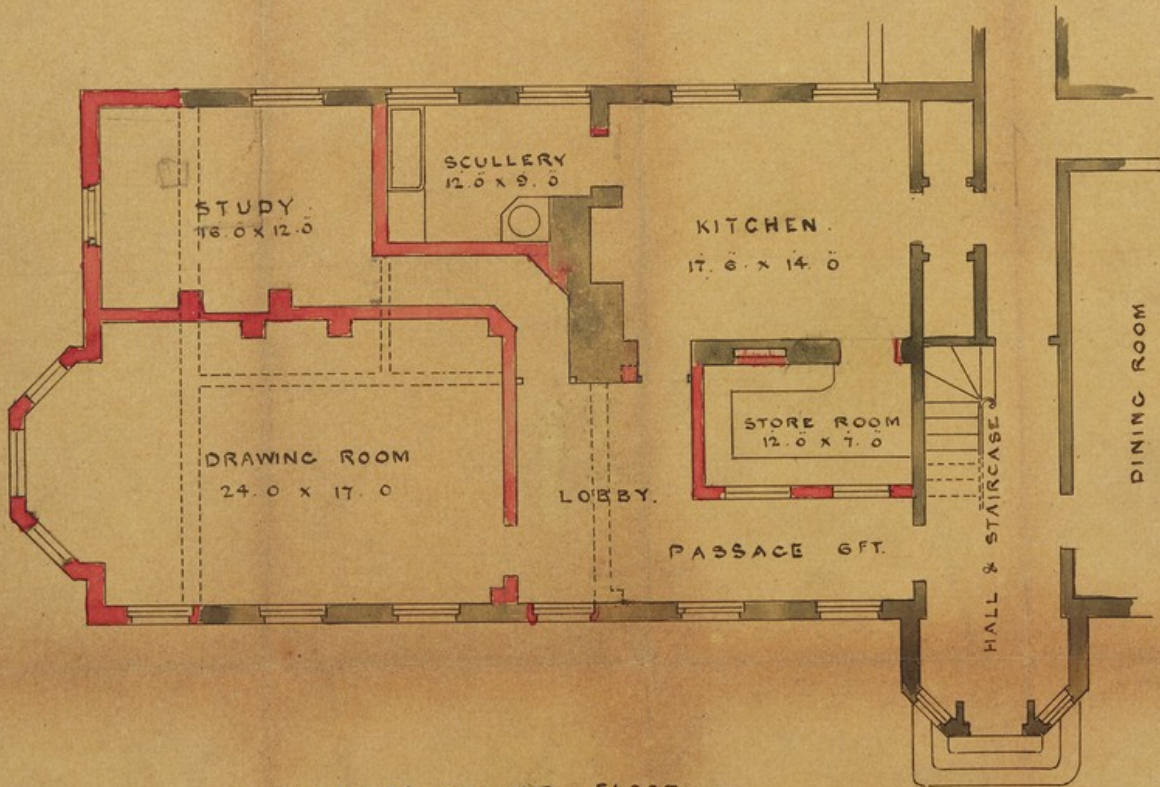 SCULLERY
12.0 x 9.0
STUDY
16.0 x 12.0
KITCHEN.
17.6. x 14.0
DRAWING ROOM
24.0 x 17.0
STORE ROOM
12.0 x 7.0
LOBBY.
PASSAGE 6FT.
HALL & STAIRCASE
DINING ROOM